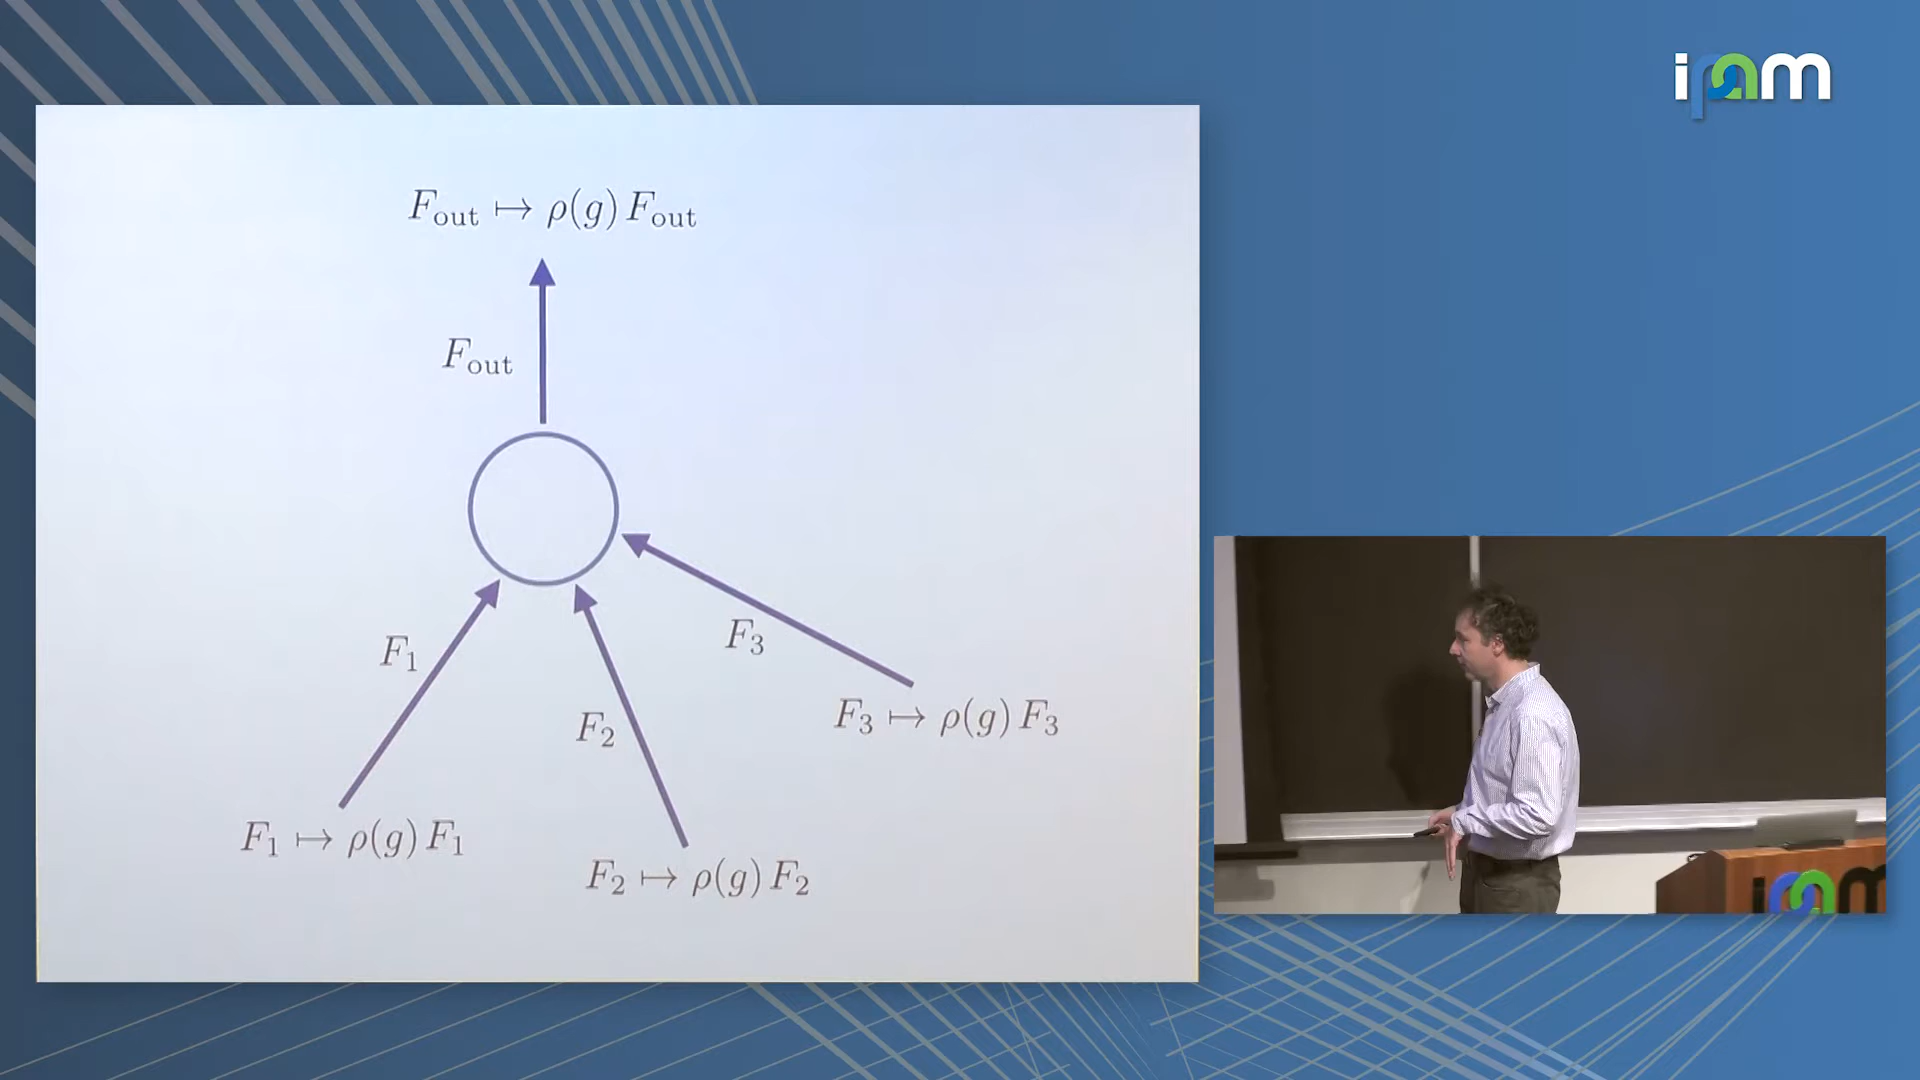 ipam
F_out ↦ ρ(g) F_out
F_out
F_1
F_3
F_2
F_3 ↦ ρ(g) F_3
F_1 ↦ ρ(g) F_1
F_2 ↦ ρ(g) F_2
ipam